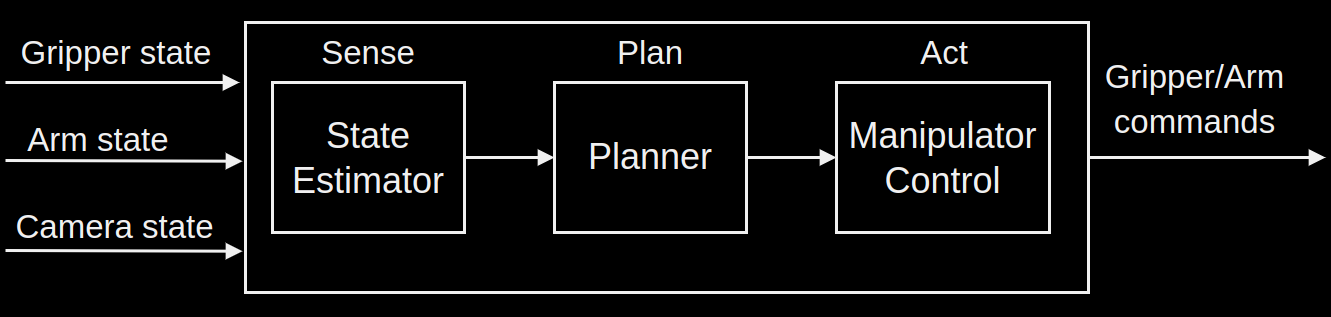 Gripper state
Arm state
Camera state
Sense
State
Estimator
Plan
Planner
Act
Manipulator
Control
Gripper/Arm
commands